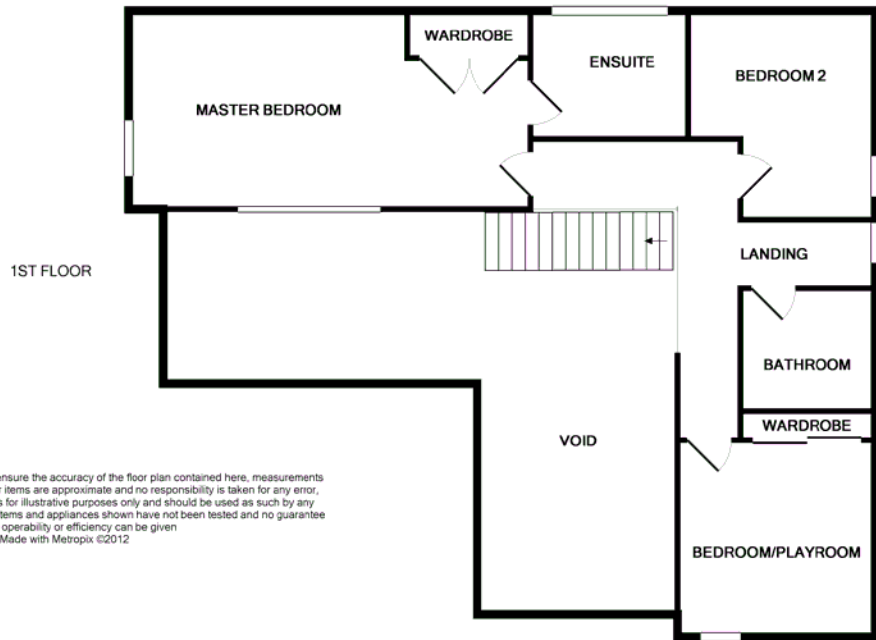 WARDROBE
ENSUITE
BEDROOM 2
MASTER BEDROOM
1ST FLOOR
LANDING
BATHROOM
WARDROBE
VOID
BEDROOM/PLAYROOM
ensure the accuracy of the floor plan contained here, measurements
items are approximate and no responsibility is taken for any error,
for illustrative purposes only and should be used as such by any
items and appliances shown have not been tested and no guarantee
operability or efficiency can be given
Made with Metropix ©2012